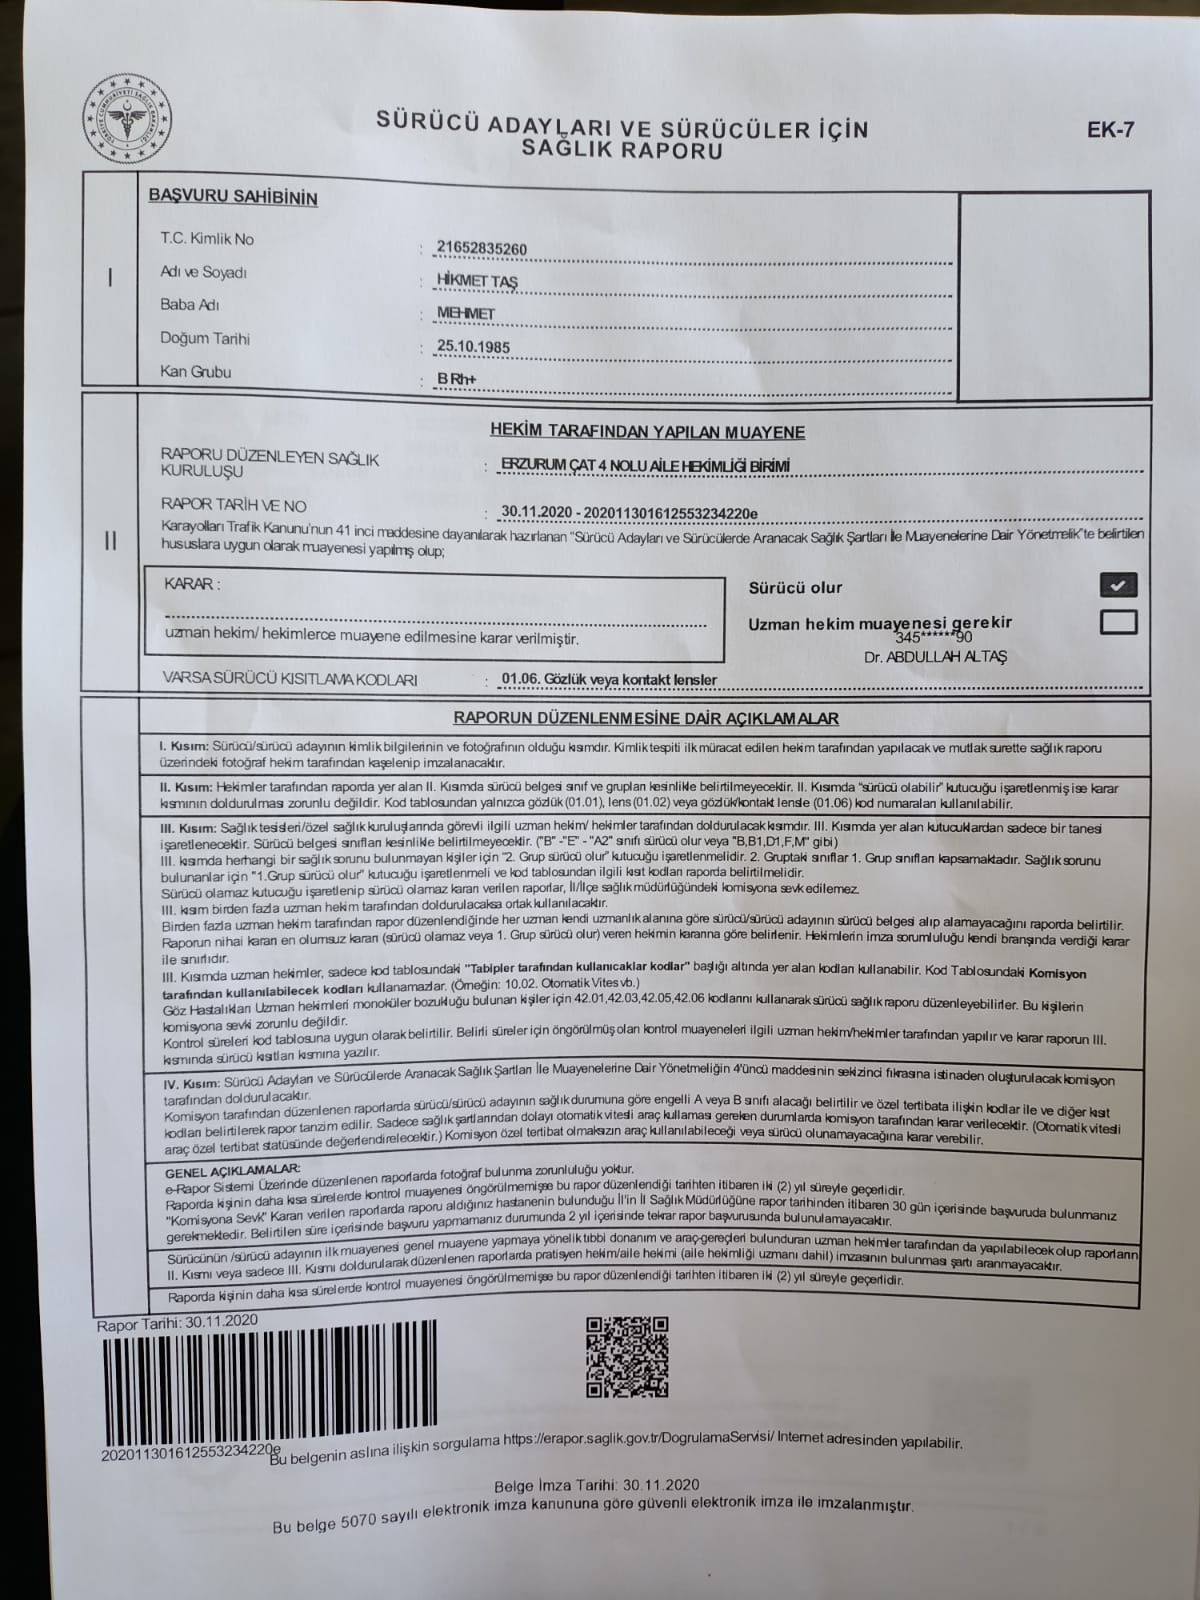 SÜRÜCÜ ADAYLARI VE SÜRÜCÜLER İÇİN
SAĞLIK RAPORU
EK-7
I
BAŞVURU SAHİBİNİN
T.C. Kimlik No : 21652835260
Adı ve Soyadı : HİKMET TAŞ
Baba Adı : MEHMET
Doğum Tarihi : 25.10.1985
Kan Grubu : B Rh+
II
HEKİM TARAFINDAN YAPILAN MUAYENE
RAPORU DÜZENLEYEN SAĞLIK
KURULUŞU : ERZURUM ÇAT 4 NOLU AİLE HEKİMLİĞİ BİRİMİ
RAPOR TARİH VE NO : 30.11.2020 - 202011301612553234220e
Karayolları Trafik Kanunu'nun 41 inci maddesine dayanılarak hazırlanan "Sürücü Adayları ve Sürücülerde Aranacak Sağlık Şartları İle Muayenelerine Dair Yönetmelik"te belirtilen
hususlara uygun olarak muayenesi yapılmış olup;
KARAR :
uzman hekim/ hekimlerce muayene edilmesine karar verilmiştir.
Sürücü olur
Uzman hekim muayenesi gerekir
345******90
Dr. ABDULLAH ALTAŞ
VARSA SÜRÜCÜ KISITLAMA KODLARI : 01.06. Gözlük veya kontakt lensler
RAPORUN DÜZENLENMESİNE DAİR AÇIKLAMALAR
I. Kısım: Sürücü/sürücü adayının kimlik bilgilerinin ve fotoğrafının olduğu kısımdır. Kimlik tespiti ilk müracat edilen hekim tarafından yapılacak ve mutlak surette sağlık raporu
üzerindeki fotoğraf hekim tarafından kaşelenip imzalanacaktır.
II. Kısım: Hekimler tarafından raporda yer alan II. Kısımda sürücü belgesi sınıf ve grupları kesinlikle belirtilmeyecektir. II. Kısımda "sürücü olabilir" kutucuğu işaretlenmiş ise karar
kısmının doldurulması zorunlu değildir. Kod tablosundan yalnızca gözlük (01.01), lens (01.02) veya gözlük/kontakt lensle (01.06) kod numaraları kullanılabilir.
III. Kısım: Sağlık tesisleri/özel sağlık kuruluşlarında görevli ilgili uzman hekim/ hekimler tarafından doldurulacak kısımdır. III. Kısımda yer alan kutucuklardan sadece bir tanesi
işaretlenecektir. Sürücü belgesi sınıfları kesinlikle belirtilmeyecektir. ("B" -"E" - "A2" sınıfı sürücü olur veya "B,B1,D1,F,M" gibi)
III. kısımda herhangi bir sağlık sorunu bulunmayan kişiler için "2. Grup sürücü olur" kutucuğu işaretlenmelidir. 2. Gruptaki sınıflar 1. Grup sınıfları kapsamaktadır. Sağlık sorunu
bulunanlar için "1.Grup sürücü olur" kutucuğu işaretlenmeli ve kod tablosundan ilgili kısıt kodları raporda belirtilmelidir.
Sürücü olamaz kutucuğu işaretlenip sürücü olamaz kararı verilen raporlar, İl/İlçe sağlık müdürlüğündeki komisyona sevk edilemez.
III. kısım birden fazla uzman hekim tarafından doldurulacaksa ortak kullanılacaktır.
Birden fazla uzman hekim tarafından rapor düzenlendiğinde her uzman kendi uzmanlık alanına göre sürücü/sürücü adayının sürücü belgesi alıp alamayacağını raporda belirtilir.
Raporun nihai kararı en olumsuz kararı (sürücü olamaz veya 1. Grup sürücü olur) veren hekimin kararına göre belirlenir. Hekimlerin imza sorumluluğu kendi branşında verdiği karar
ile sınırlıdır.
III. Kısımda uzman hekimler, sadece kod tablosundaki "Tabipler tarafından kullanıcaklar kodlar" başlığı altında yer alan kodları kullanabilir. Kod Tablosundaki Komisyon
tarafından kullanılabilecek kodları kullanamazlar. (Örneğin: 10.02. Otomatik Vites vb.)
Göz Hastalıkları Uzman hekimleri monoküler bozukluğu bulunan kişiler için 42.01,42.03,42.05,42.06 kodlarını kullanarak sürücü sağlık raporu düzenleyebilirler. Bu kişilerin
komisyona sevki zorunlu değildir.
Kontrol süreleri kod tablosuna uygun olarak belirtilir. Belirli süreler için öngörülmüş olan kontrol muayeneleri ilgili uzman hekim/hekimler tarafından yapılır ve karar raporun III.
kısmında sürücü kısıtları kısmına yazılır.
IV. Kısım: Sürücü Adayları ve Sürücülerde Aranacak Sağlık Şartları İle Muayenelerine Dair Yönetmeliğin 4'üncü maddesinin sekizinci fıkrasına istinaden oluşturulacak komisyon
tarafından doldurulacaktır.
Komisyon tarafından düzenlenen raporlarda sürücü/sürücü adayının sağlık durumuna göre engelli A veya B sınıfı alacağı belirtilir ve özel tertibata ilişkin kodlar ile ve diğer kısıt
kodları belirtilerek rapor tanzim edilir. Sadece sağlık şartlarından dolayı otomatik vitesli araç kullaması gereken durumlarda komisyon tarafından karar verilecektir. (Otomatik vitesli
araç özel tertibat statüsünde değerlendirelecektir.) Komisyon özel tertibat olmaksızın araç kullanılabileceği veya sürücü olunamayacağına karar verebilir.
GENEL AÇIKLAMALAR:
e-Rapor Sistemi Üzerinde düzenlenen raporlarda fotoğraf bulunma zorunluluğu yoktur.
Raporda kişinin daha kısa sürelerde kontrol muayenesi öngörülmemişse bu rapor düzenlendiği tarihten itibaren iki (2) yıl süreyle geçerlidir.
"Komisyona Sevk" Kararı verilen raporlarda raporu aldığınız hastanenin bulunduğu İl'in İl Sağlık Müdürlüğüne rapor tarihinden itibaren 30 gün içerisinde başvuruda bulunmanız
gerekmektedir. Belirtilen süre içerisinde başvuru yapmamanız durumunda 2 yıl içerisinde tekrar rapor başvurusunda bulunulamayacaktır.
Sürücünün /sürücü adayının ilk muayenesi genel muayene yapmaya yönelik tıbbi donanım ve araç-gereçleri bulunduran uzman hekimler tarafından da yapılabilecek olup raporların
II. Kısmı veya sadece III. Kısmı doldurularak düzenlenen raporlarda pratisyen hekim/aile hekimi (aile hekimliği uzmanı dahil) imzasının bulunması şartı aranmayacaktır.
Raporda kişinin daha kısa sürelerde kontrol muayenesi öngörülmemişse bu rapor düzenlendiği tarihten itibaren iki (2) yıl süreyle geçerlidir.
Rapor Tarihi: 30.11.2020
202011301612553234220e
Bu belgenin aslına ilişkin sorgulama https://erapor.saglik.gov.tr/DogrulamaServisi/ Internet adresinden yapılabilir.
Belge İmza Tarihi: 30.11.2020
Bu belge 5070 sayılı elektronik imza kanununa göre güvenli elektronik imza ile imzalanmıştır.